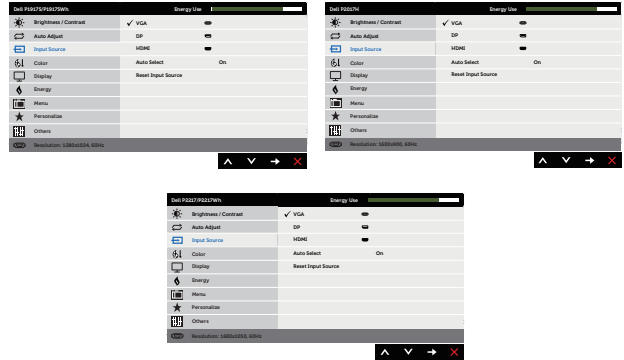 Dell P1917S/P1917SWh Energy Use
Brightness / Contrast VGA
Auto Adjust DP
Input Source HDMI
Color Auto Select On
Display Reset Input Source
Energy
Menu
Personalize
Others
Resolution: 1280x1024, 60Hz
Dell P2017H Energy Use
Brightness / Contrast VGA
Auto Adjust DP
Input Source HDMI
Color Auto Select On
Display Reset Input Source
Energy
Menu
Personalize
Others
Resolution: 1600x900, 60Hz
Dell P2217/P2217Wh Energy Use
Brightness / Contrast VGA
Auto Adjust DP
Input Source HDMI
Color Auto Select On
Display Reset Input Source
Energy
Menu
Personalize
Others
Resolution: 1680x1050, 60Hz